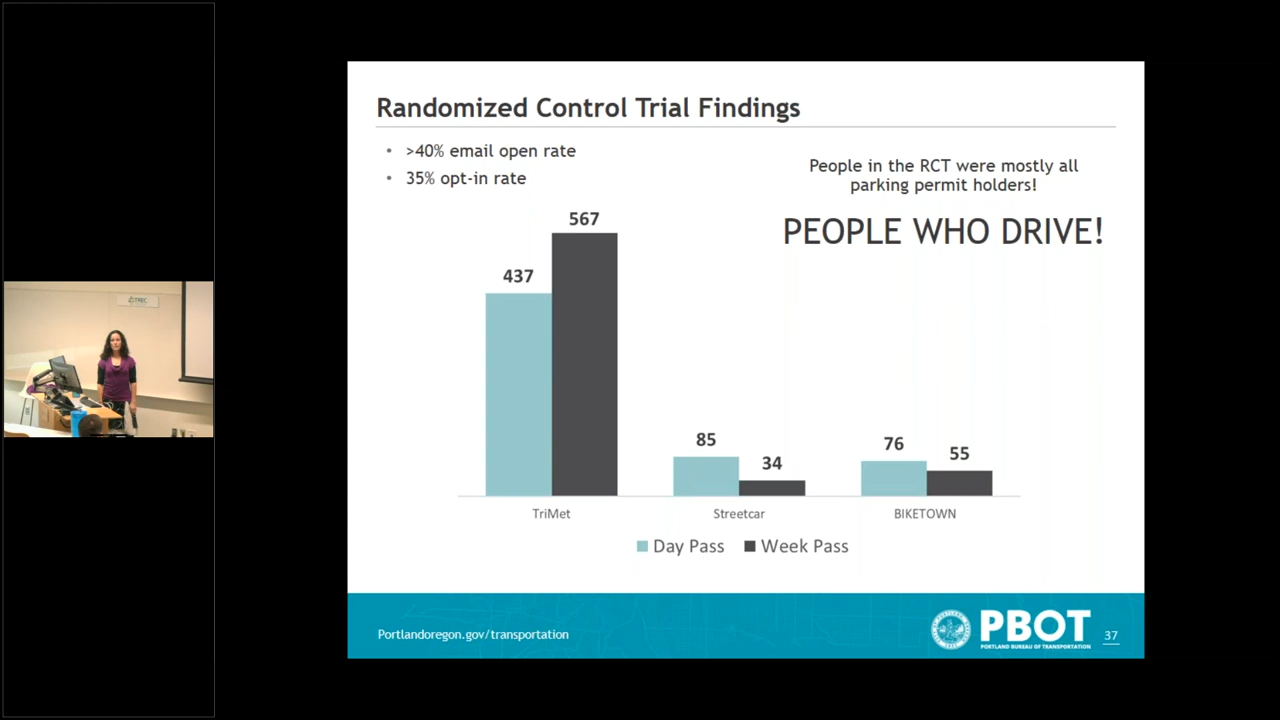 Randomized Control Trial Findings
• >40% email open rate
• 35% opt-in rate
People in the RCT were mostly all
parking permit holders!
PEOPLE WHO DRIVE!
437
567
85
34
76
55
TriMet
Streetcar
BIKETOWN
Day Pass
Week Pass
Portlandoregon.gov/transportation
PBOT
PORTLAND BUREAU OF TRANSPORTATION
37
TREC